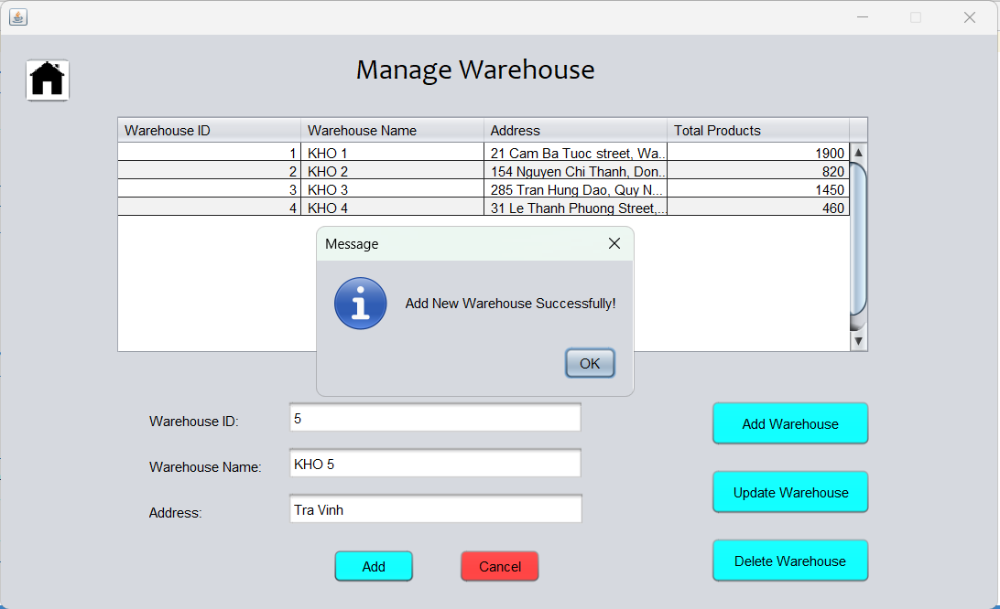 Manage Warehouse
Warehouse ID Warehouse Name Address Total Products
1 KHO 1 21 Cam Ba Tuoc street, Wa... 1900
2 KHO 2 154 Nguyen Chi Thanh, Don... 820
3 KHO 3 285 Tran Hung Dao, Quy N... 1450
4 KHO 4 31 Le Thanh Phuong Street,... 460
Message
Add New Warehouse Successfully!
OK
Warehouse ID: 5
Warehouse Name: KHO 5
Address: Tra Vinh
Add Cancel
Add Warehouse
Update Warehouse
Delete Warehouse